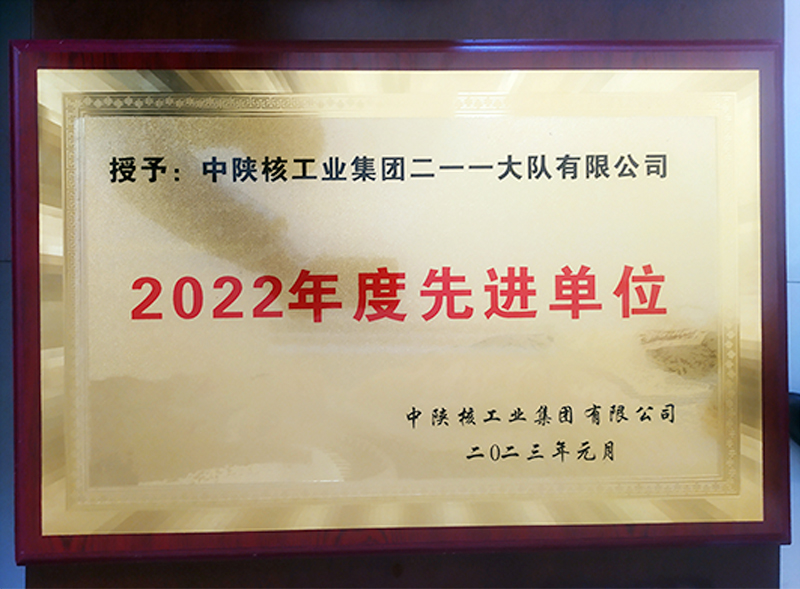 授予：中陕核工业集团二一一大队有限公司
2022年度先进单位
中陕核工业集团有限公司
二〇二三年元月